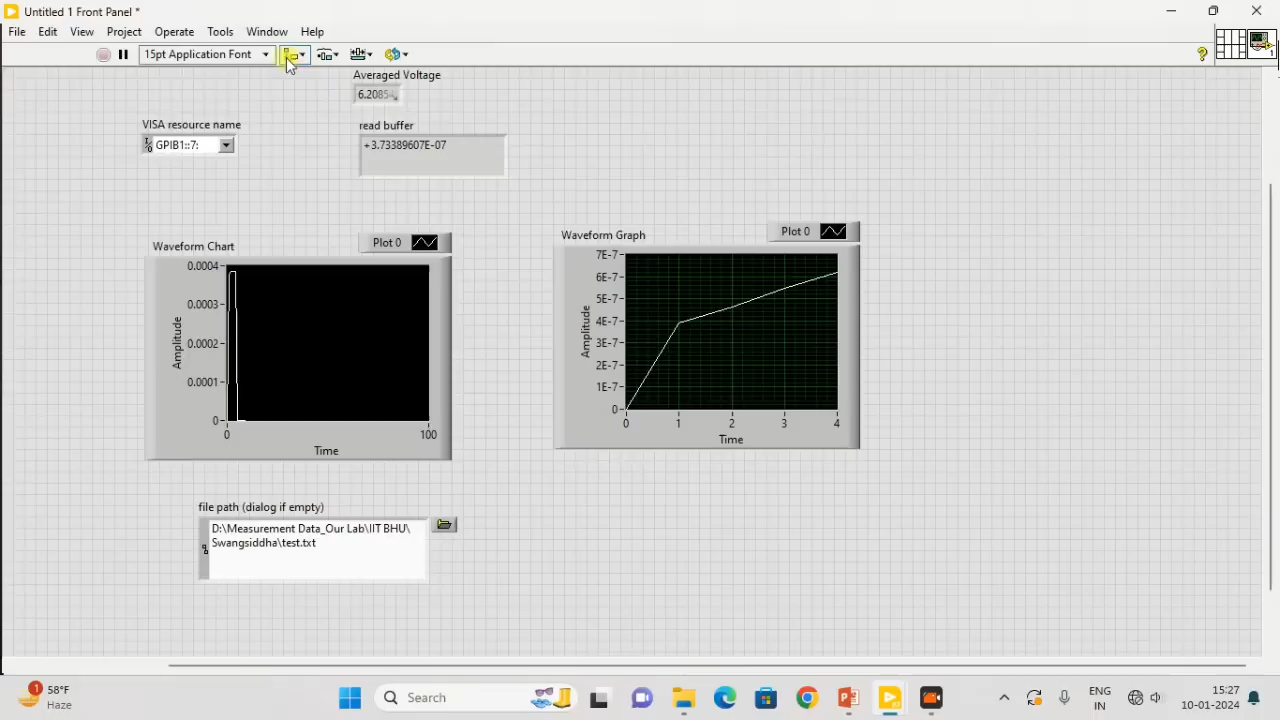 Untitled 1 Front Panel *
File Edit View Project Operate Tools Window Help
15pt Application Font
Averaged Voltage
VISA resource name
read buffer
GPIB1::7:
+3.73389607E-07
Waveform Chart
Plot 0
0.0004
0.0003
0.0002
0.0001
0
Amplitude
0 100
Time
Waveform Graph
Plot 0
7E-7
6E-7
5E-7
4E-7
3E-7
2E-7
1E-7
0
Amplitude
0 1 2 3 4
Time
file path (dialog if empty)
D:\Measurement Data_Our Lab\IIT BHU\
Swangsiddha\test.txt
1
58°F
Haze
Search
ENG
IN
15:27
10-01-2024